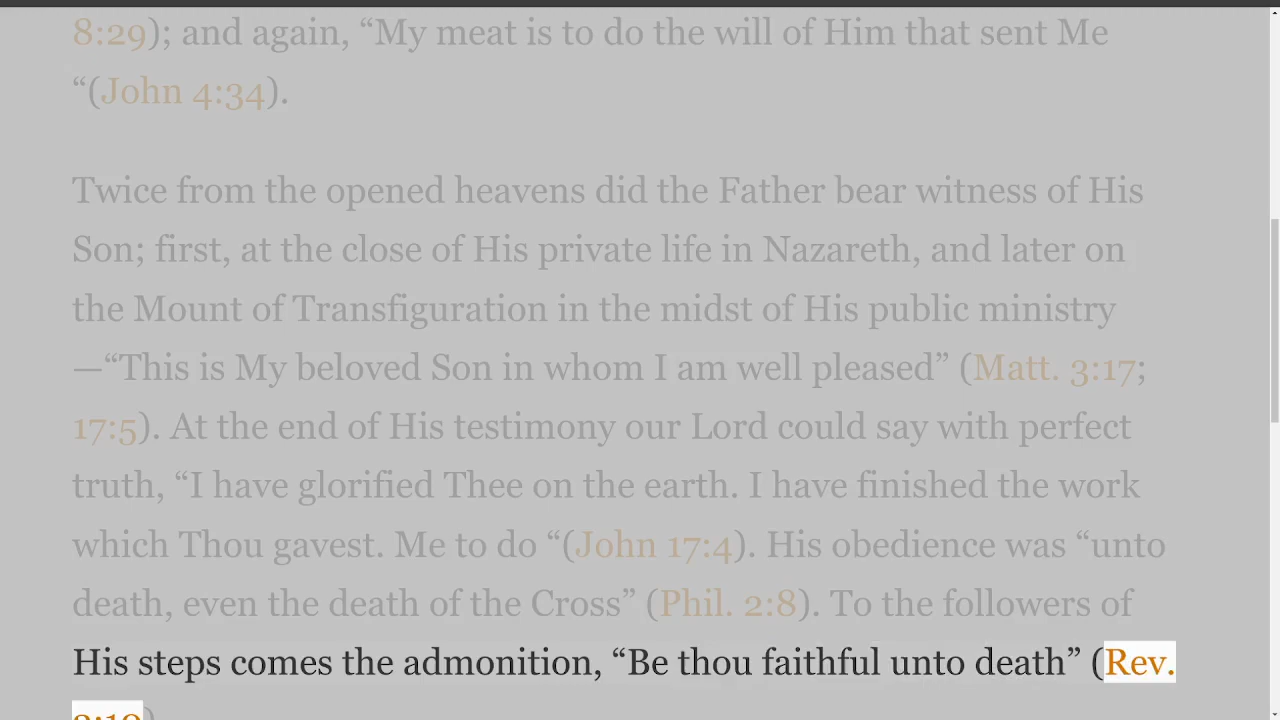 8:29); and again, “My meat is to do the will of Him that sent Me
“(John 4:34).
Twice from the opened heavens did the Father bear witness of His
Son; first, at the close of His private life in Nazareth, and later on
the Mount of Transfiguration in the midst of His public ministry
—“This is My beloved Son in whom I am well pleased” (Matt. 3:17;
17:5). At the end of His testimony our Lord could say with perfect
truth, “I have glorified Thee on the earth. I have finished the work
which Thou gavest. Me to do “(John 17:4). His obedience was “unto
death, even the death of the Cross” (Phil. 2:8). To the followers of
His steps comes the admonition, “Be thou faithful unto death” (Rev.